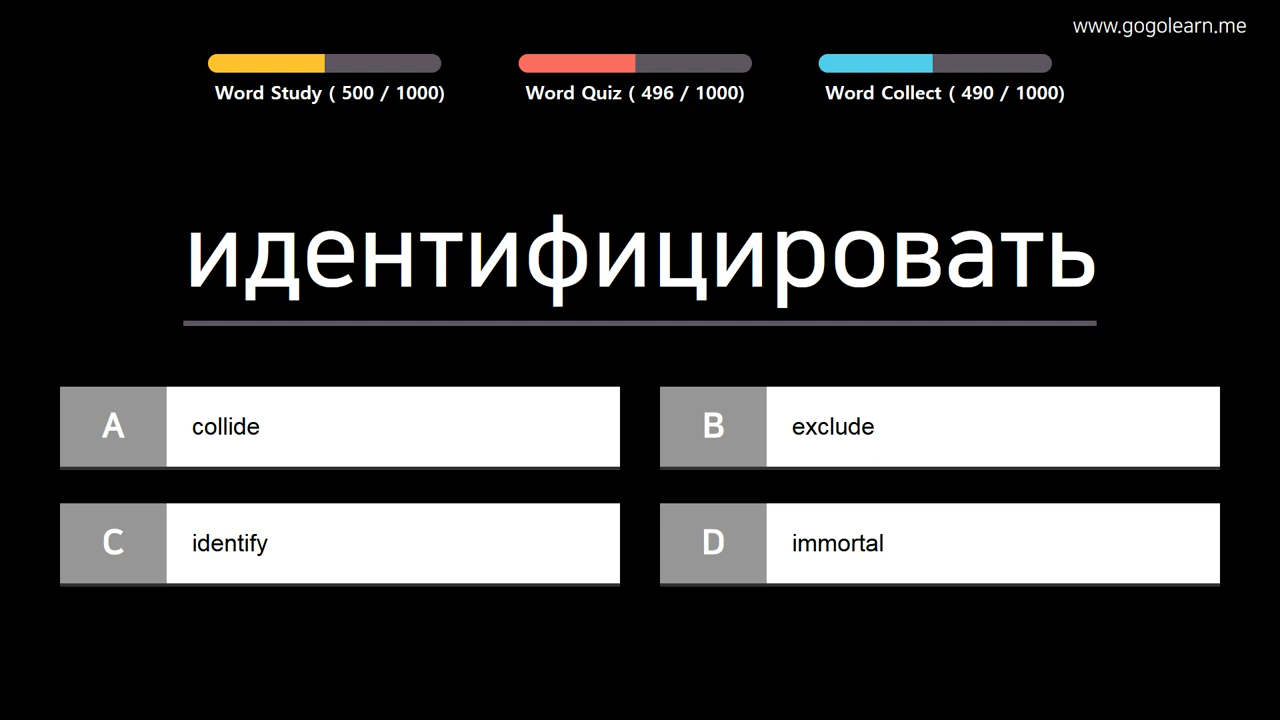 www.gogolearn.me
Word Study ( 500 / 1000)
Word Quiz ( 496 / 1000)
Word Collect ( 490 / 1000)
идентифицировать
A collide
B exclude
C identify
D immortal